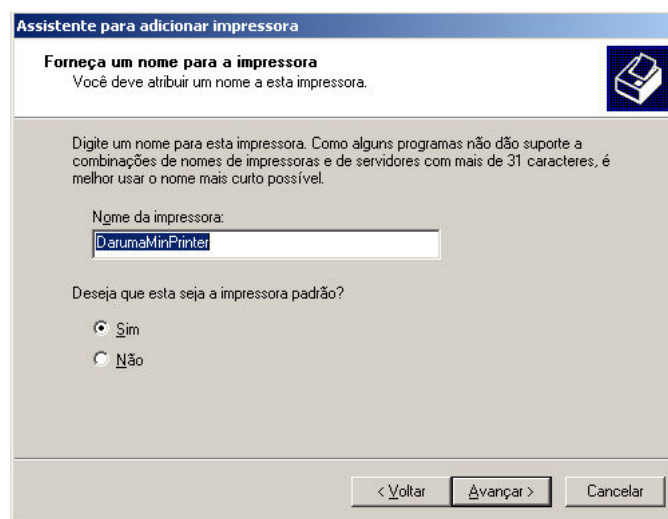 Assistente para adicionar impressora
Forneça um nome para a impressora
Você deve atribuir um nome a esta impressora.
Digite um nome para esta impressora. Como alguns programas não dão suporte a
combinações de nomes de impressoras e de servidores com mais de 31 caracteres, é
melhor usar o nome mais curto possível.
Nome da impressora:
DarumaMinPrinter
Deseja que esta seja a impressora padrão?
Sim
Não
< Voltar
Avançar >
Cancelar